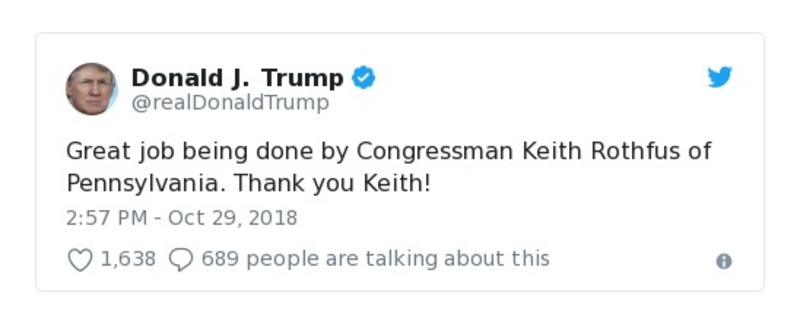 Donald J. Trump
@realDonaldTrump
Great job being done by Congressman Keith Rothfus of
Pennsylvania. Thank you Keith!
2:57 PM - Oct 29, 2018
1,638 689 people are talking about this